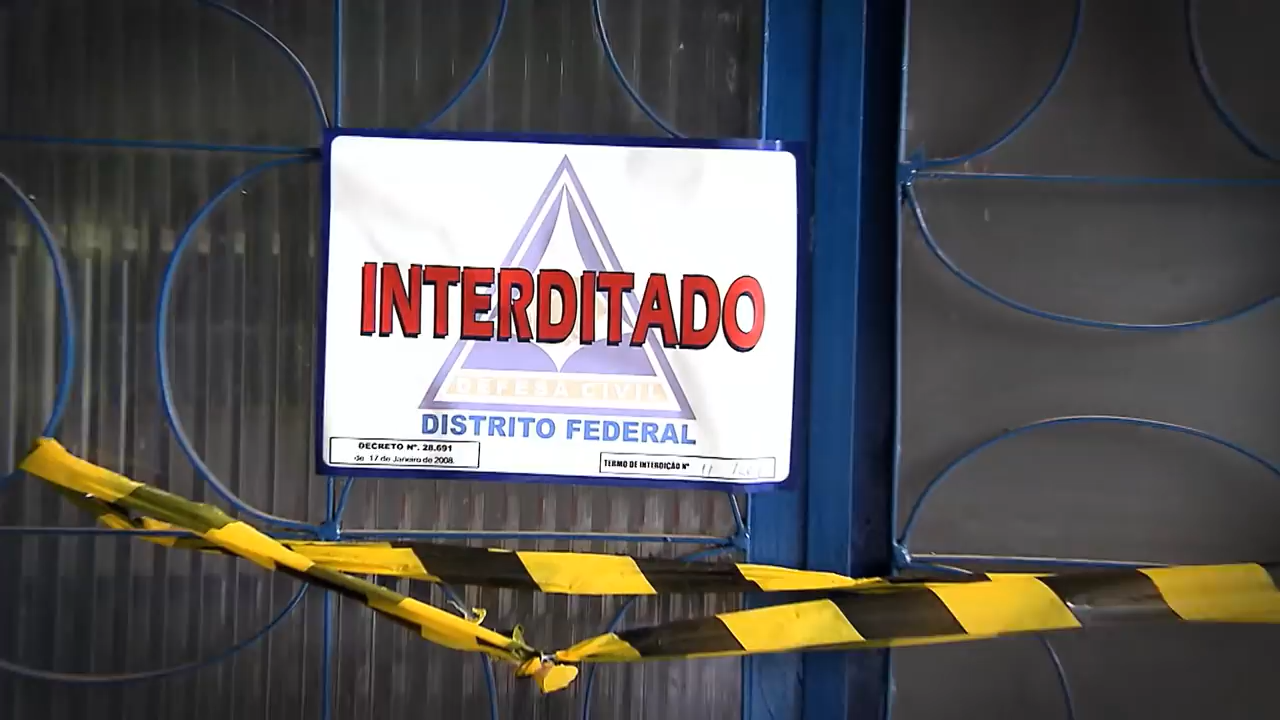 INTERDITADO
DEFESA CIVIL
DISTRITO FEDERAL
DECRETO Nº. 28.691
de 17 de Janeiro de 2008.
TERMO DE INTERDIÇÃO Nº